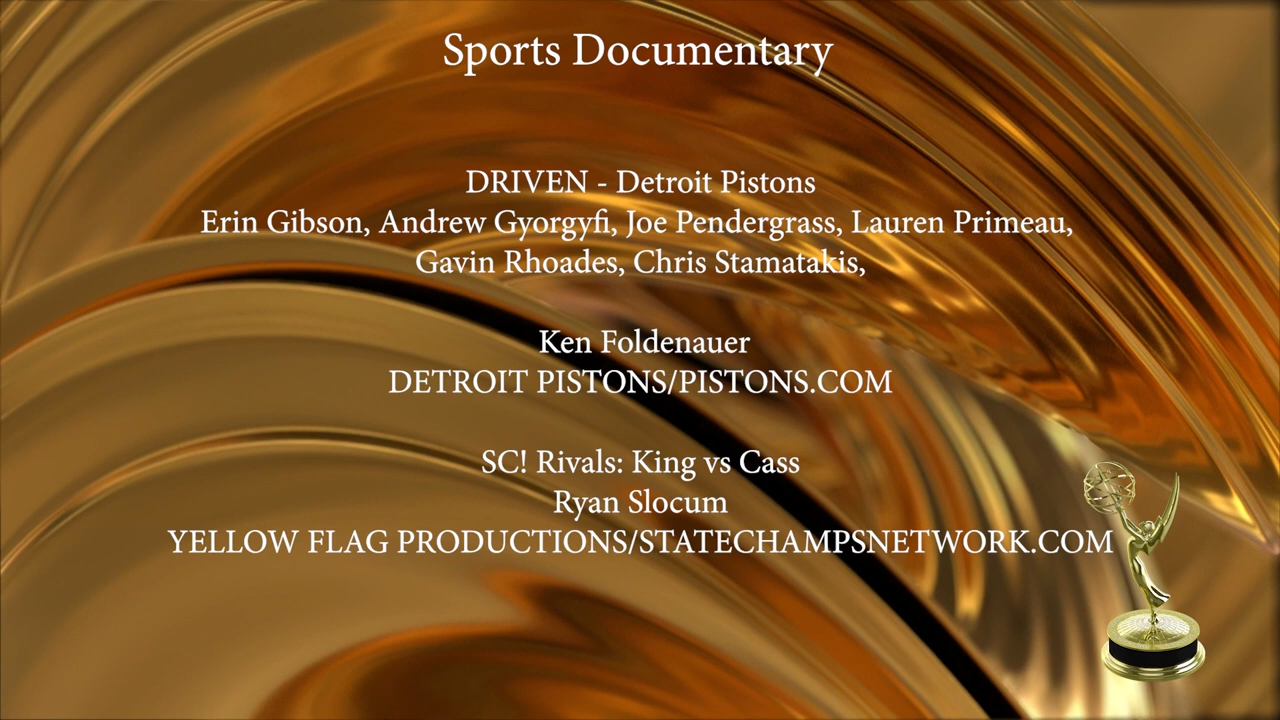 Sports Documentary
DRIVEN - Detroit Pistons
Erin Gibson, Andrew Gyorgyfi, Joe Pendergrass, Lauren Primeau,
Gavin Rhoades, Chris Stamatakis,
Ken Foldenauer
DETROIT PISTONS/PISTONS.COM
SC! Rivals: King vs Cass
Ryan Slocum
YELLOW FLAG PRODUCTIONS/STATECHAMPSNETWORK.COM